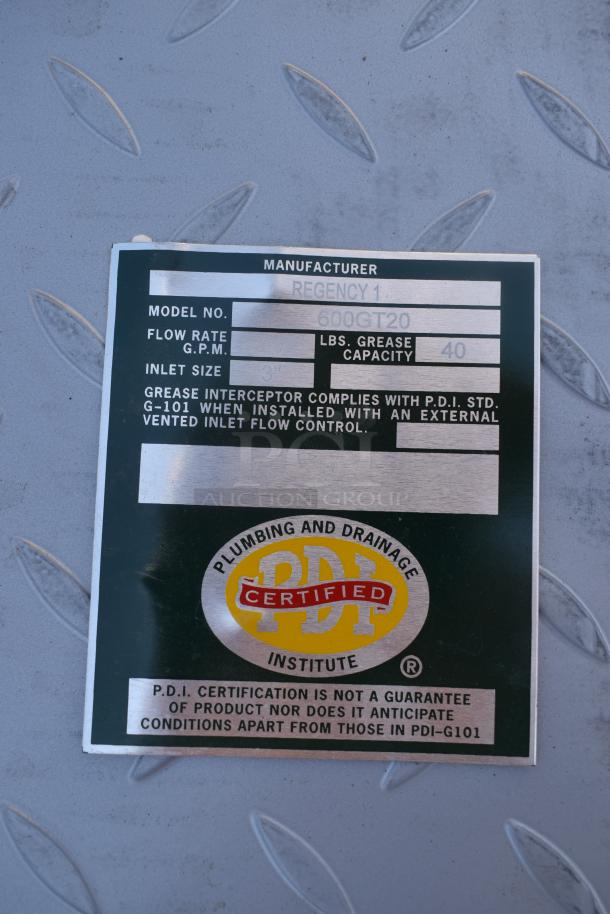 MANUFACTURER
REGENCY 1
MODEL NO. 600GT20
FLOW RATE G.P.M.
LBS. GREASE CAPACITY 40
INLET SIZE 3"
GREASE INTERCEPTOR COMPLIES WITH P.D.I. STD.
G-101 WHEN INSTALLED WITH AN EXTERNAL
VENTED INLET FLOW CONTROL.
PCI
AUCTION GROUP
PLUMBING AND DRAINAGE
PDI
CERTIFIED
INSTITUTE ®
P.D.I. CERTIFICATION IS NOT A GUARANTEE
OF PRODUCT NOR DOES IT ANTICIPATE
CONDITIONS APART FROM THOSE IN PDI-G101